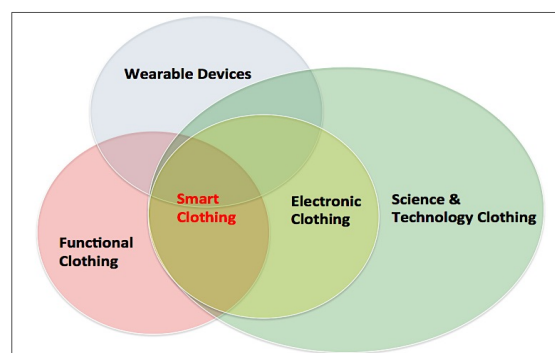 Wearable Devices
Smart
Clothing
Electronic
Clothing
Science &
Technology Clothing
Functional
Clothing